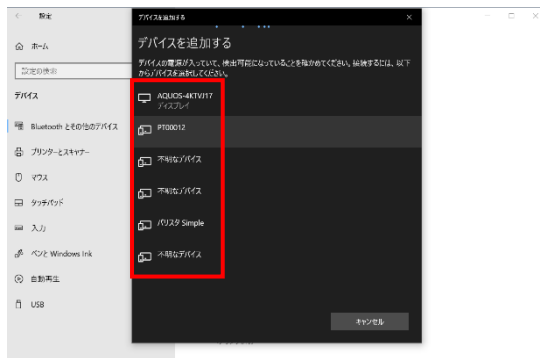 設定
デバイスを追加する
ホーム
設定の検索
デバイス
Bluetooth とその他のデバイス
プリンターとスキャナー
マウス
タッチパッド
入力
ペンと Windows Ink
自動再生
USB
デバイスを追加する
デバイスの電源が入っていて、検出可能になっていることを確かめてください。接続するには、以下
からデバイスを選択してください。
AQUOS-4KTVJ17
ディスプレイ
PT00012
不明なデバイス
不明なデバイス
バリスタ Simple
不明なデバイス
キャンセル